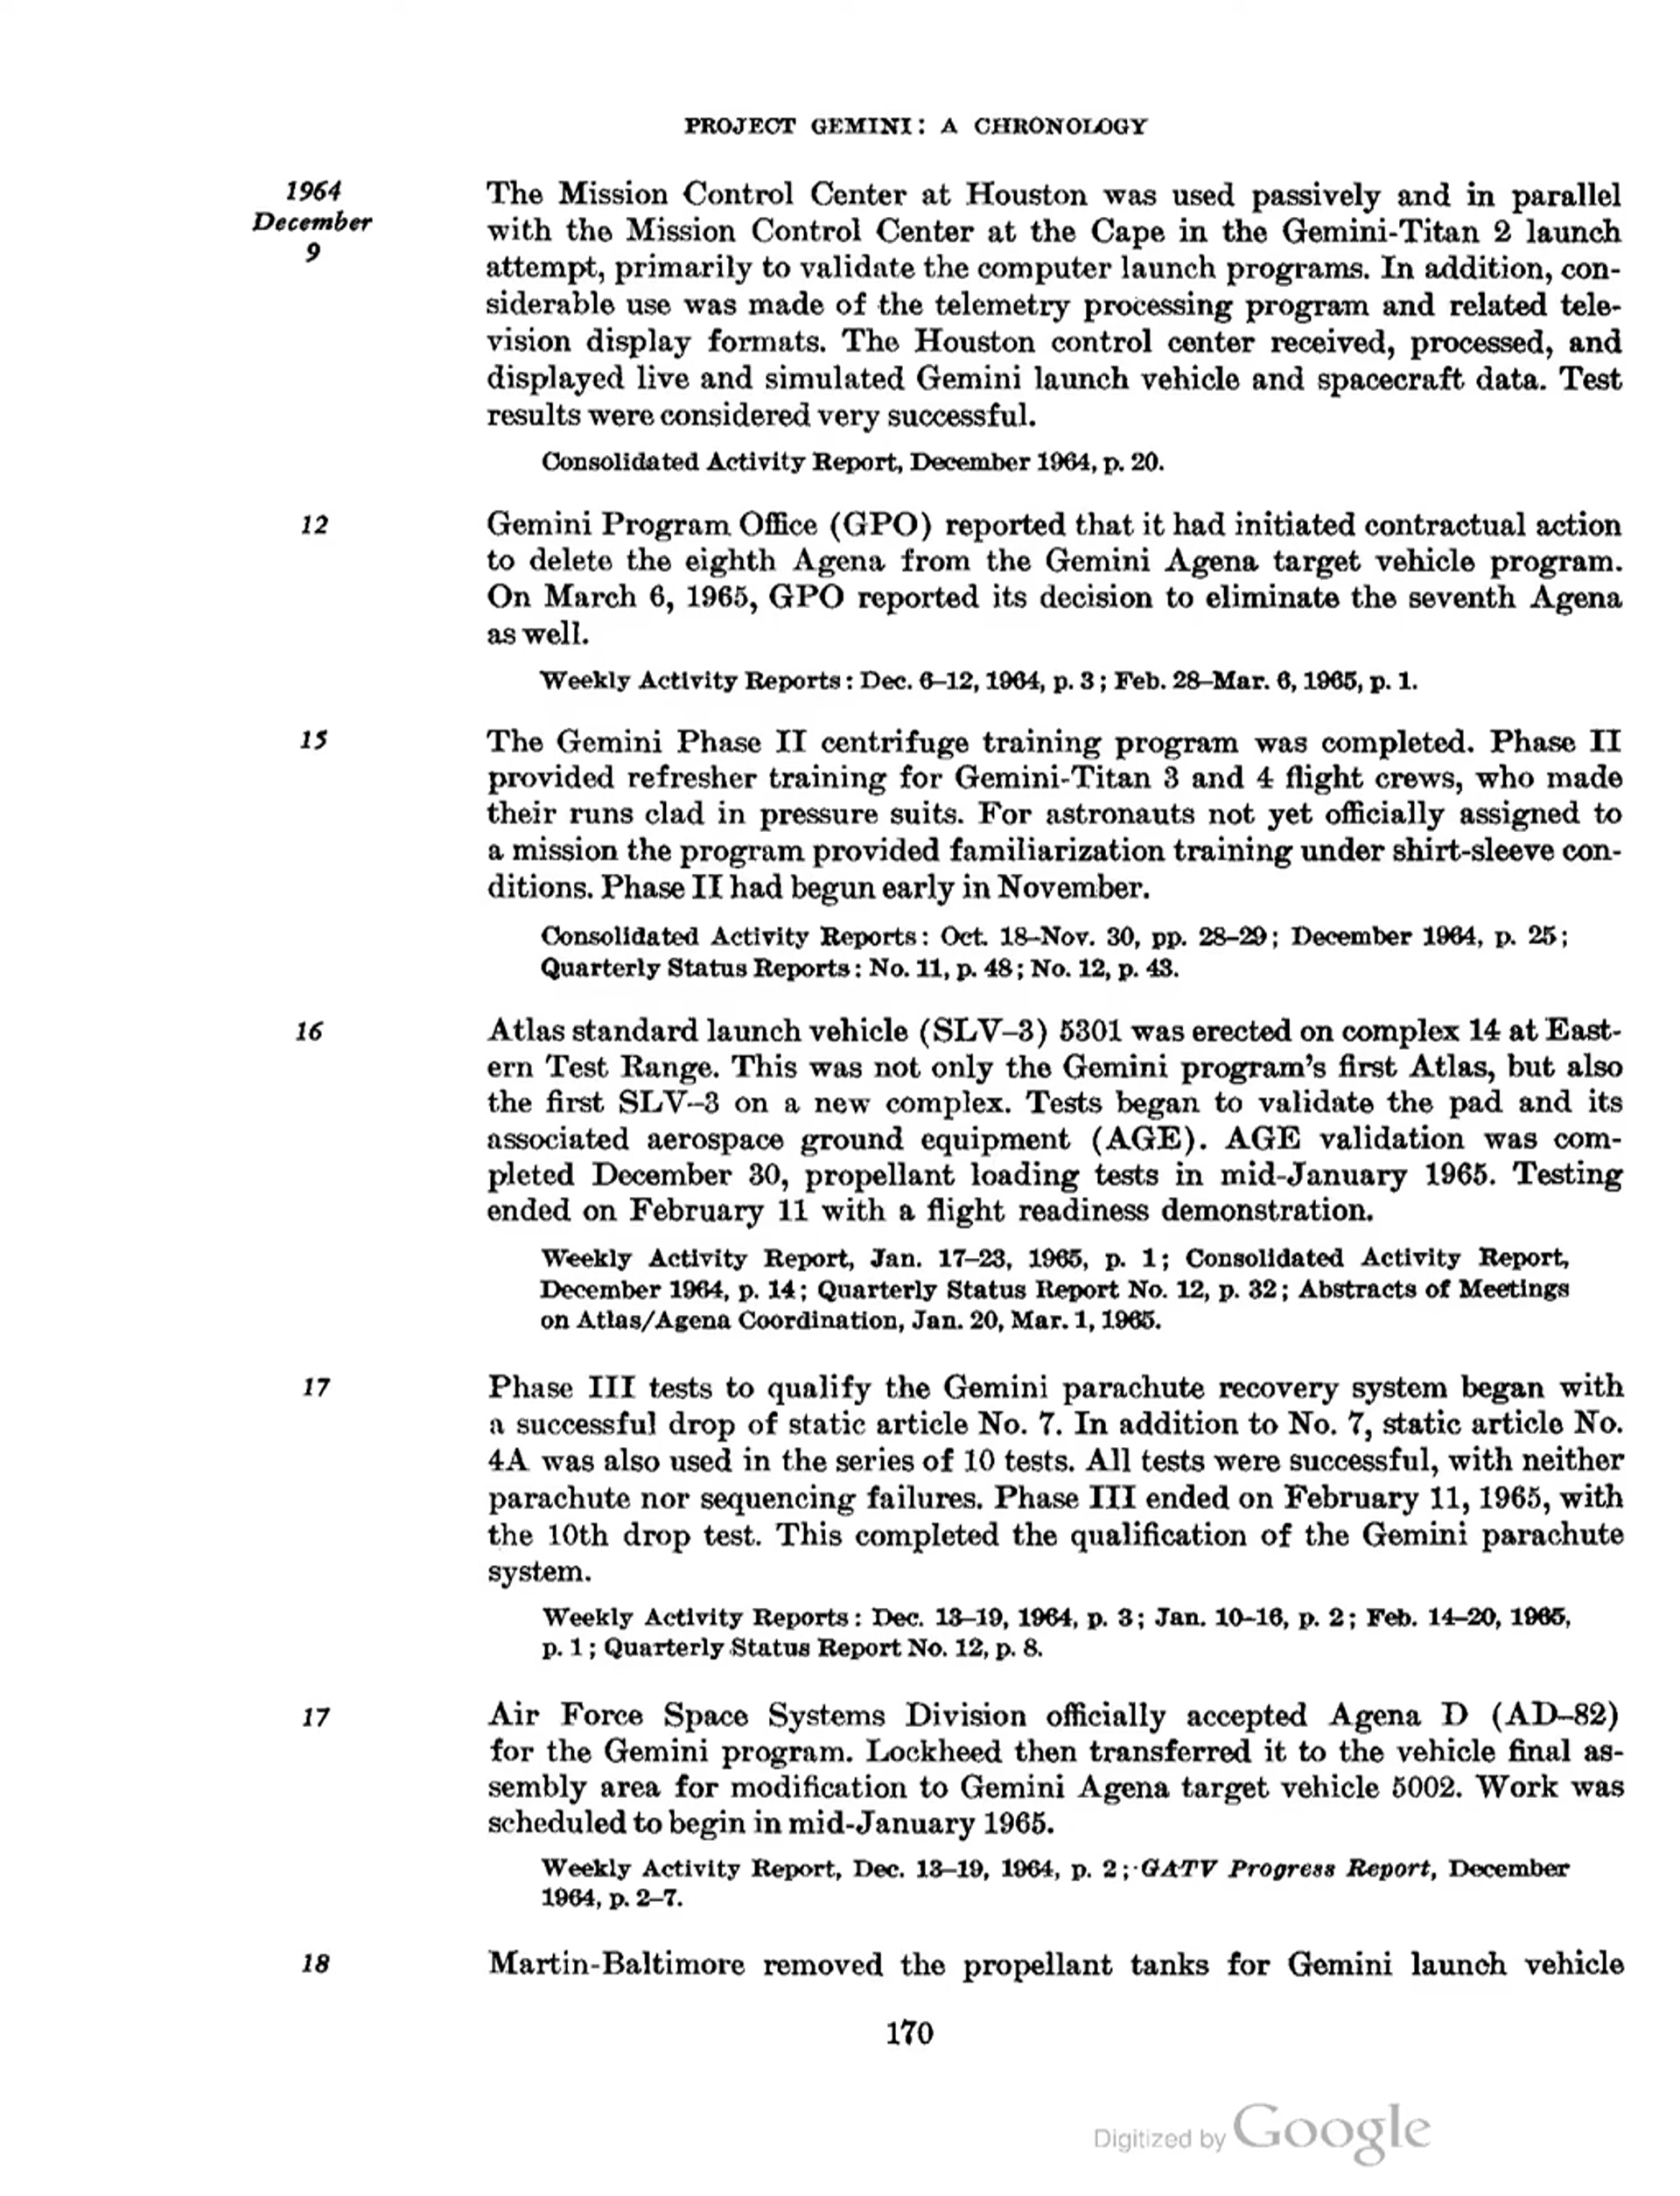 PROJECT GEMINI: A CHRONOLOGY
1964
December
9
The Mission Control Center at Houston was used passively and in parallel
with the Mission Control Center at the Cape in the Gemini-Titan 2 launch
attempt, primarily to validate the computer launch programs. In addition, con-
siderable use was made of the telemetry processing program and related tele-
vision display formats. The Houston control center received, processed, and
displayed live and simulated Gemini launch vehicle and spacecraft data. Test
results were considered very successful.
Consolidated Activity Report, December 1964, p. 20.
12
Gemini Program Office (GPO) reported that it had initiated contractual action
to delete the eighth Agena from the Gemini Agena target vehicle program.
On March 6, 1965, GPO reported its decision to eliminate the seventh Agena
as well.
Weekly Activity Reports: Dec. 6–12, 1964, p. 3; Feb. 28–Mar. 6, 1965, p. 1.
15
The Gemini Phase II centrifuge training program was completed. Phase II
provided refresher training for Gemini-Titan 3 and 4 flight crews, who made
their runs clad in pressure suits. For astronauts not yet officially assigned to
a mission the program provided familiarization training under shirt-sleeve con-
ditions. Phase II had begun early in November.
Consolidated Activity Reports: Oct. 18–Nov. 30, pp. 28–29; December 1964, p. 25;
Quarterly Status Reports: No. 11, p. 48; No. 12, p. 43.
16
Atlas standard launch vehicle (SLV–3) 5301 was erected on complex 14 at East-
ern Test Range. This was not only the Gemini program's first Atlas, but also
the first SLV–3 on a new complex. Tests began to validate the pad and its
associated aerospace ground equipment (AGE). AGE validation was com-
pleted December 30, propellant loading tests in mid-January 1965. Testing
ended on February 11 with a flight readiness demonstration.
Weekly Activity Report, Jan. 17–23, 1965, p. 1; Consolidated Activity Report,
December 1964, p. 14; Quarterly Status Report No. 12, p. 32; Abstracts of Meetings
on Atlas/Agena Coordination, Jan. 20, Mar. 1, 1965.
17
Phase III tests to qualify the Gemini parachute recovery system began with
a successful drop of static article No. 7. In addition to No. 7, static article No.
4A was also used in the series of 10 tests. All tests were successful, with neither
parachute nor sequencing failures. Phase III ended on February 11, 1965, with
the 10th drop test. This completed the qualification of the Gemini parachute
system.
Weekly Activity Reports: Dec. 13–19, 1964, p. 3; Jan. 10–16, p. 2; Feb. 14–20, 1965,
p. 1; Quarterly Status Report No. 12, p. 8.
17
Air Force Space Systems Division officially accepted Agena D (AD–82)
for the Gemini program. Lockheed then transferred it to the vehicle final as-
sembly area for modification to Gemini Agena target vehicle 5002. Work was
scheduled to begin in mid-January 1965.
Weekly Activity Report, Dec. 13–19, 1964, p. 2; GATV Progress Report, December
1964, p. 2–7.
18
Martin-Baltimore removed the propellant tanks for Gemini launch vehicle
170
Digitized by Google